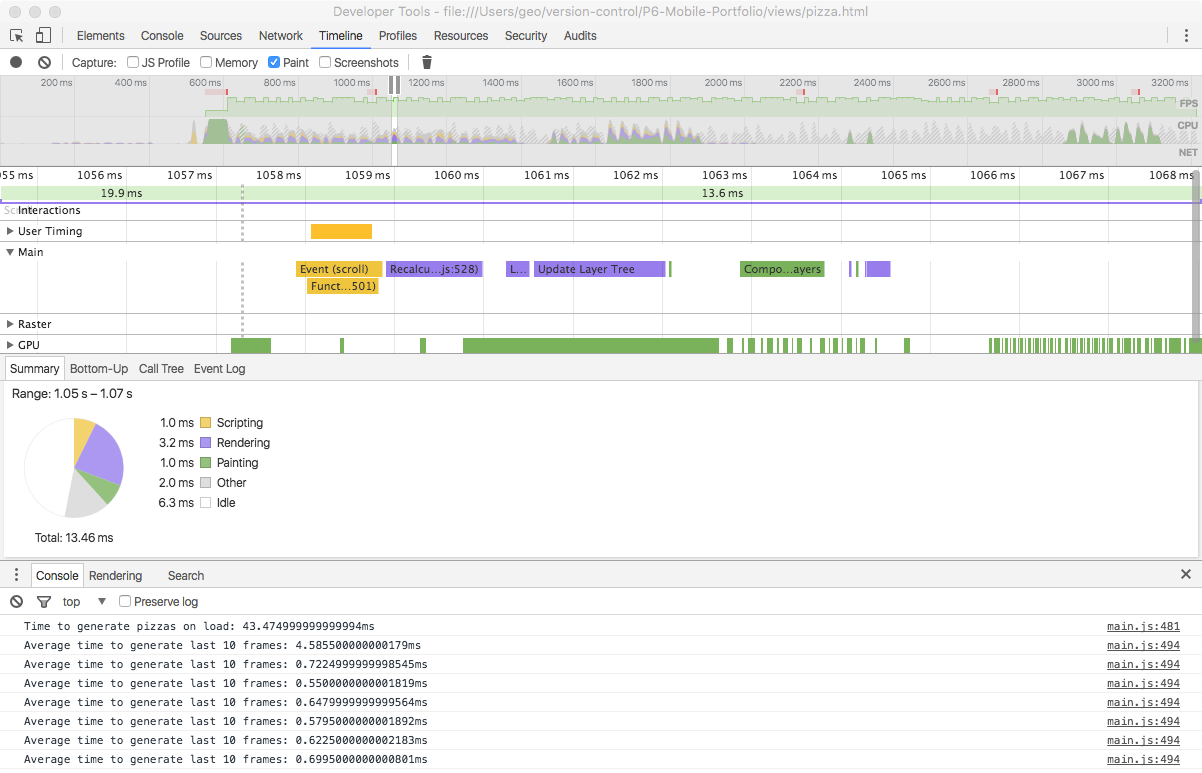 Developer Tools - file:///Users/geo/version-control/P6-Mobile-Portfolio/views/pizza.html
Elements Console Sources Network Timeline Profiles Resources Security Audits
Capture: JS Profile Memory Paint Screenshots
200 ms 400 ms 600 ms 800 ms 1000 ms 1200 ms 1400 ms 1600 ms 1800 ms 2000 ms 2200 ms 2400 ms 2600 ms 2800 ms 3000 ms 3200 ms
FPS
CPU
NET
055 ms 1056 ms 1057 ms 1058 ms 1059 ms 1060 ms 1061 ms 1062 ms 1063 ms 1064 ms 1065 ms 1066 ms 1067 ms 1068 ms
19.9 ms 13.6 ms
Interactions
User Timing
Main
Event (scroll) Recalcu...js:528) L... Update Layer Tree Compo...ayers
Funct...501)
Raster
GPU
Summary Bottom-Up Call Tree Event Log
Range: 1.05 s – 1.07 s
1.0 ms Scripting
3.2 ms Rendering
1.0 ms Painting
2.0 ms Other
6.3 ms Idle
Total: 13.46 ms
Console Rendering Search
top Preserve log
Time to generate pizzas on load: 43.474999999999994ms main.js:481
Average time to generate last 10 frames: 4.585500000000179ms main.js:494
Average time to generate last 10 frames: 0.7224999999998545ms main.js:494
Average time to generate last 10 frames: 0.5500000000001819ms main.js:494
Average time to generate last 10 frames: 0.6479999999999564ms main.js:494
Average time to generate last 10 frames: 0.5795000000001892ms main.js:494
Average time to generate last 10 frames: 0.6225000000002183ms main.js:494
Average time to generate last 10 frames: 0.6995000000000801ms main.js:494